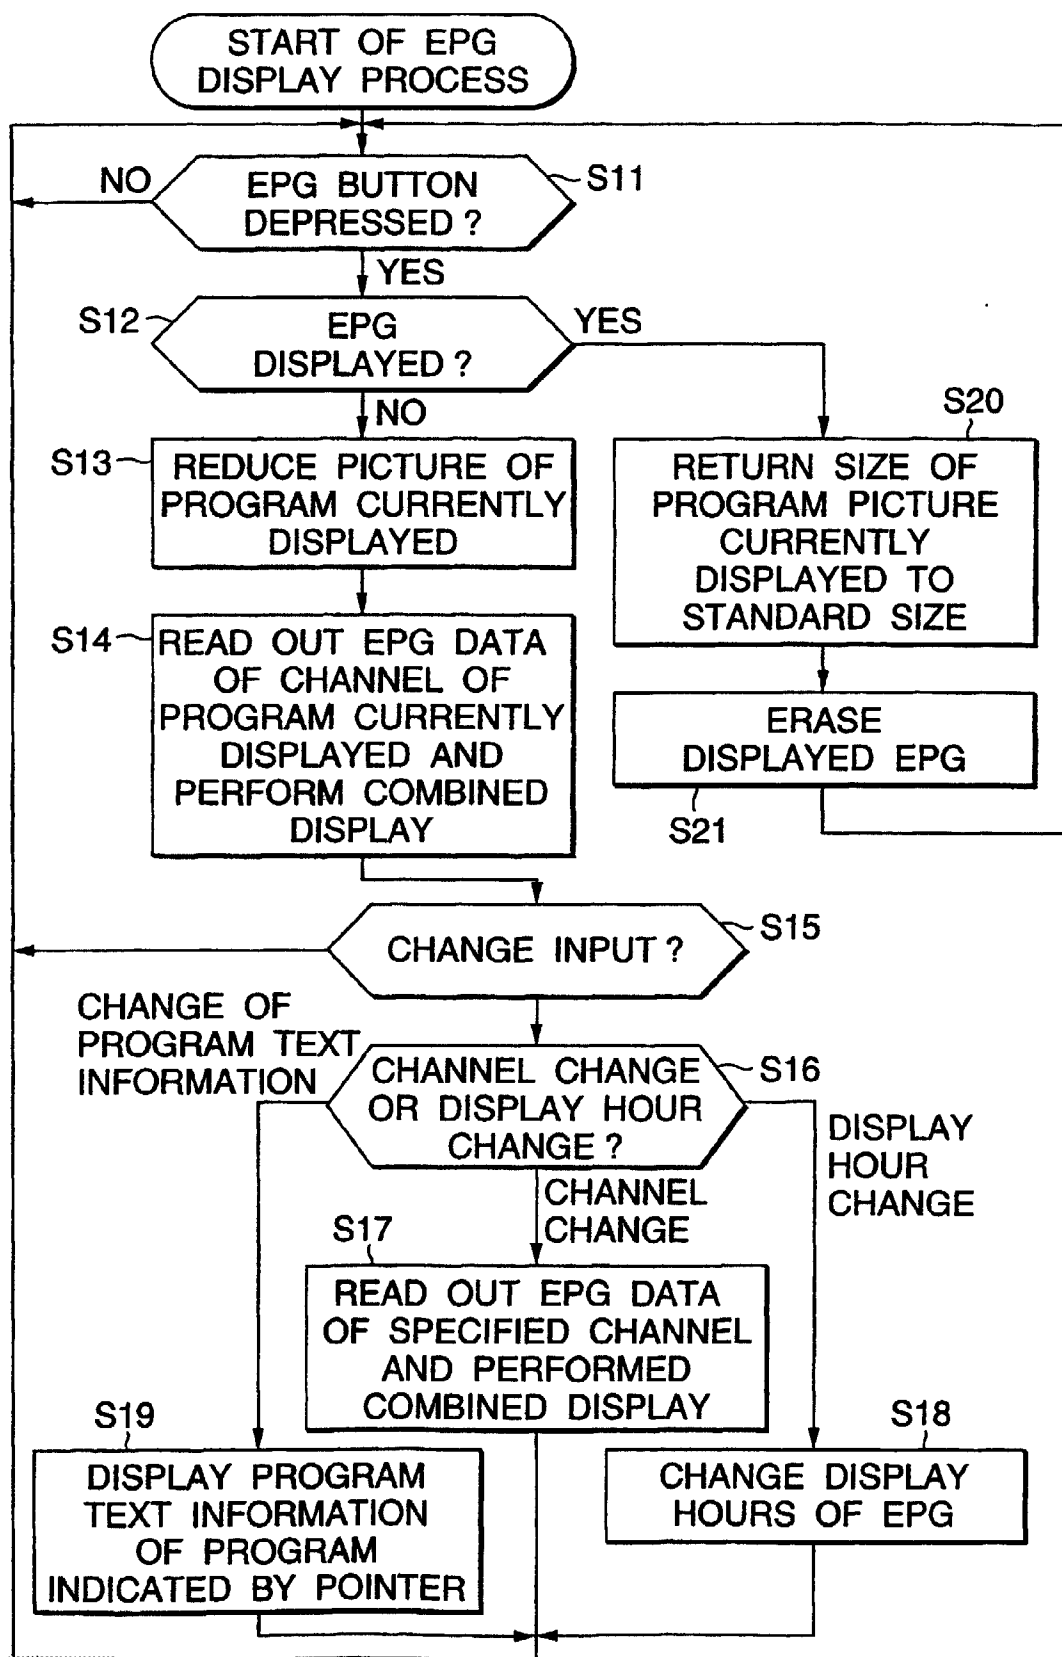 START OF EPG
DISPLAY PROCESS
NO
EPG BUTTON
DEPRESSED ?
S11
YES
S12
EPG
DISPLAYED ?
YES
NO
S13
REDUCE PICTURE OF
PROGRAM CURRENTLY
DISPLAYED
S20
RETURN SIZE OF
PROGRAM PICTURE
CURRENTLY
DISPLAYED TO
STANDARD SIZE
S14
READ OUT EPG DATA
OF CHANNEL OF
PROGRAM CURRENTLY
DISPLAYED AND
PERFORM COMBINED
DISPLAY
ERASE
DISPLAYED EPG
S21
CHANGE INPUT ?
S15
CHANGE OF
PROGRAM TEXT
INFORMATION
CHANNEL CHANGE
OR DISPLAY HOUR
CHANGE ?
S16
DISPLAY
HOUR
CHANGE
CHANNEL
CHANGE
S17
READ OUT EPG DATA
OF SPECIFIED CHANNEL
AND PERFORMED
COMBINED DISPLAY
S19
DISPLAY PROGRAM
TEXT INFORMATION
OF PROGRAM
INDICATED BY POINTER
S18
CHANGE DISPLAY
HOURS OF EPG